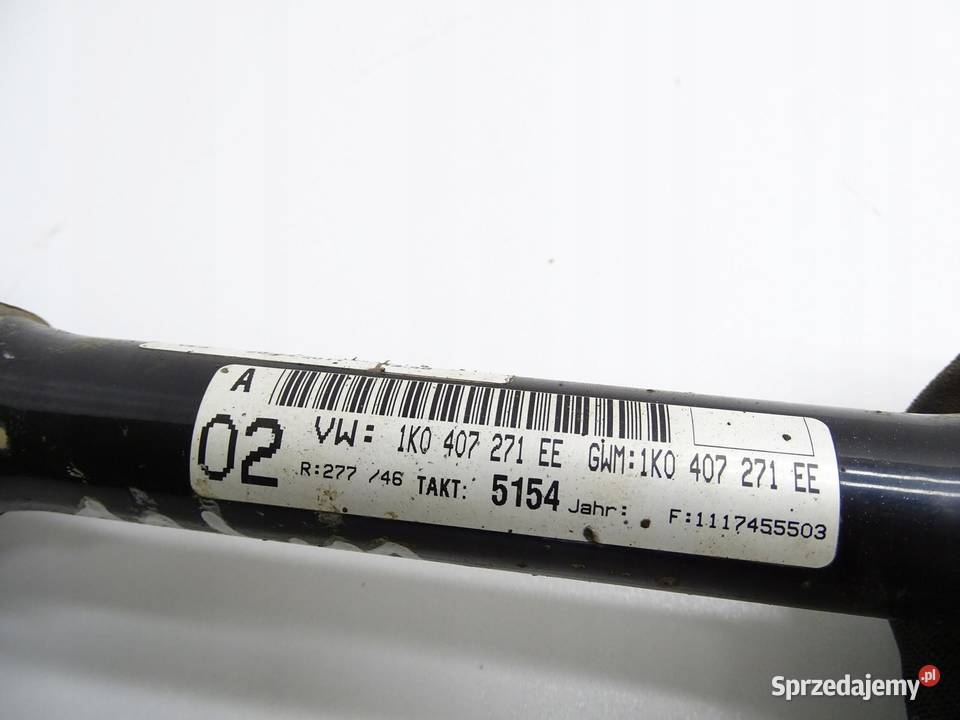 A
02
VW: 1K0 407 271 EE GWM:1K0 407 271 EE
R:277 /46 TAKT: 5154 Jahr: F:1117455503
Sprzedajemy.pl